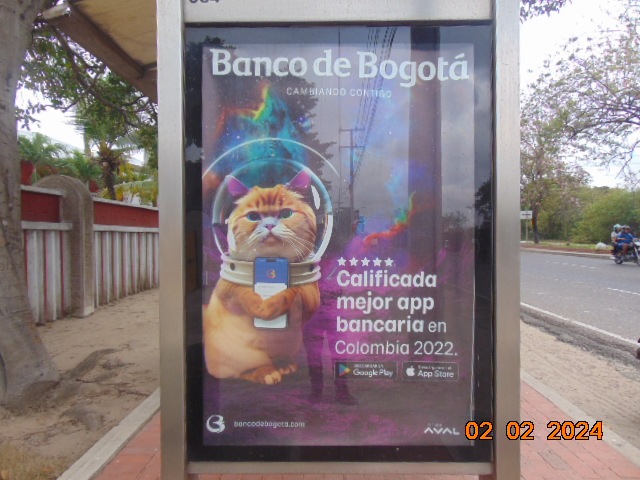 Banco de Bogotá
CAMBIANDO CONTIGO
Calificada
mejor app
bancaria en
Colombia 2022.
Google Play
App Store
bancodebogota.com
AVAL
02 02 2024